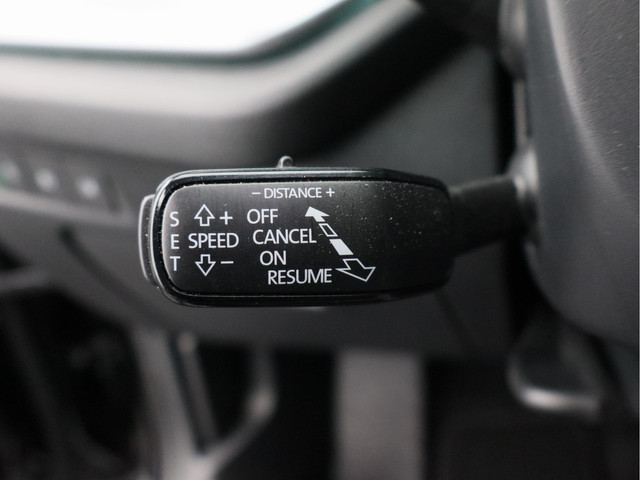 - DISTANCE +
S + OFF
E SPEED CANCEL
T - ON
RESUME